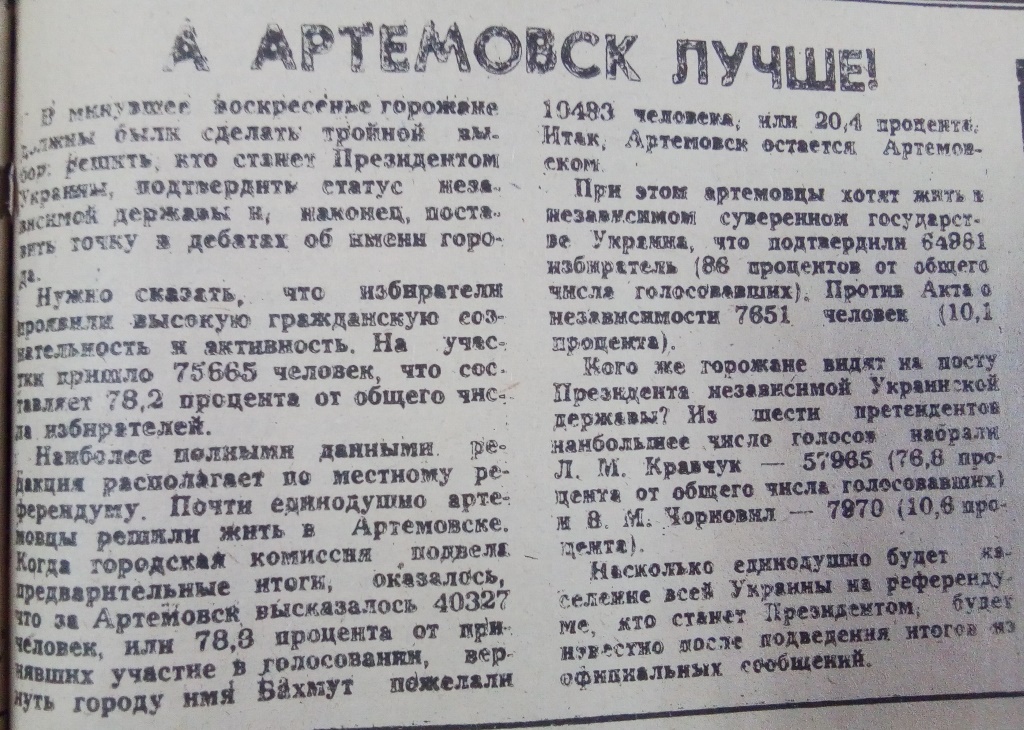 А АРТЕМОВСК ЛУЧШЕ!
В минувшее воскресенье горожане
должны были сделать тройной вы-
бор: решить, кто станет Президентом
Украины, подтвердить статус неза-
висимой державы и, наконец, поста-
вить точку в дебатах об имени горо-
да.
Нужно сказать, что избиратели
проявили высокую гражданскую соз-
нательность и активность. На учас-
тки пришло 75665 человек, что сос-
тавляет 78,2 процента от общего чис-
ла избирателей.
Наиболее полными данными ре-
дакция располагает по местному ре-
ферендуму. Почти единодушно арте-
мовцы решили жить в Артемовске.
Когда городская комиссия подвела
предварительные итоги, оказалось,
что за Артемовск высказалось 40327
человек, или 78,3 процента от при-
нявших участие в голосовании, вер-
нуть городу имя Бахмут пожелали
10483 человека, или 20,4 процента.
Итак, Артемовск остается Артемов-
ском.
При этом артемовцы хотят жить в
независимом суверенном государст-
ве Украина, что подтвердили 64961
избиратель (86 процентов от общего
числа голосовавших). Против Акта о
независимости 7651 человек (10,1
процента).
Кого же горожане видят на посту
Президента независимой Украинской
державы? Из шести претендентов
наибольшее число голосов набрали
Л. М. Кравчук — 57965 (76,6 про-
цента от общего числа голосовавших)
и В. М. Чорновил — 7970 (10,6 про-
цента).
Насколько единодушно будет на-
селение всей Украины на референду-
ме, кто станет Президентом, будет
известно после подведения итогов из
официальных сообщений.